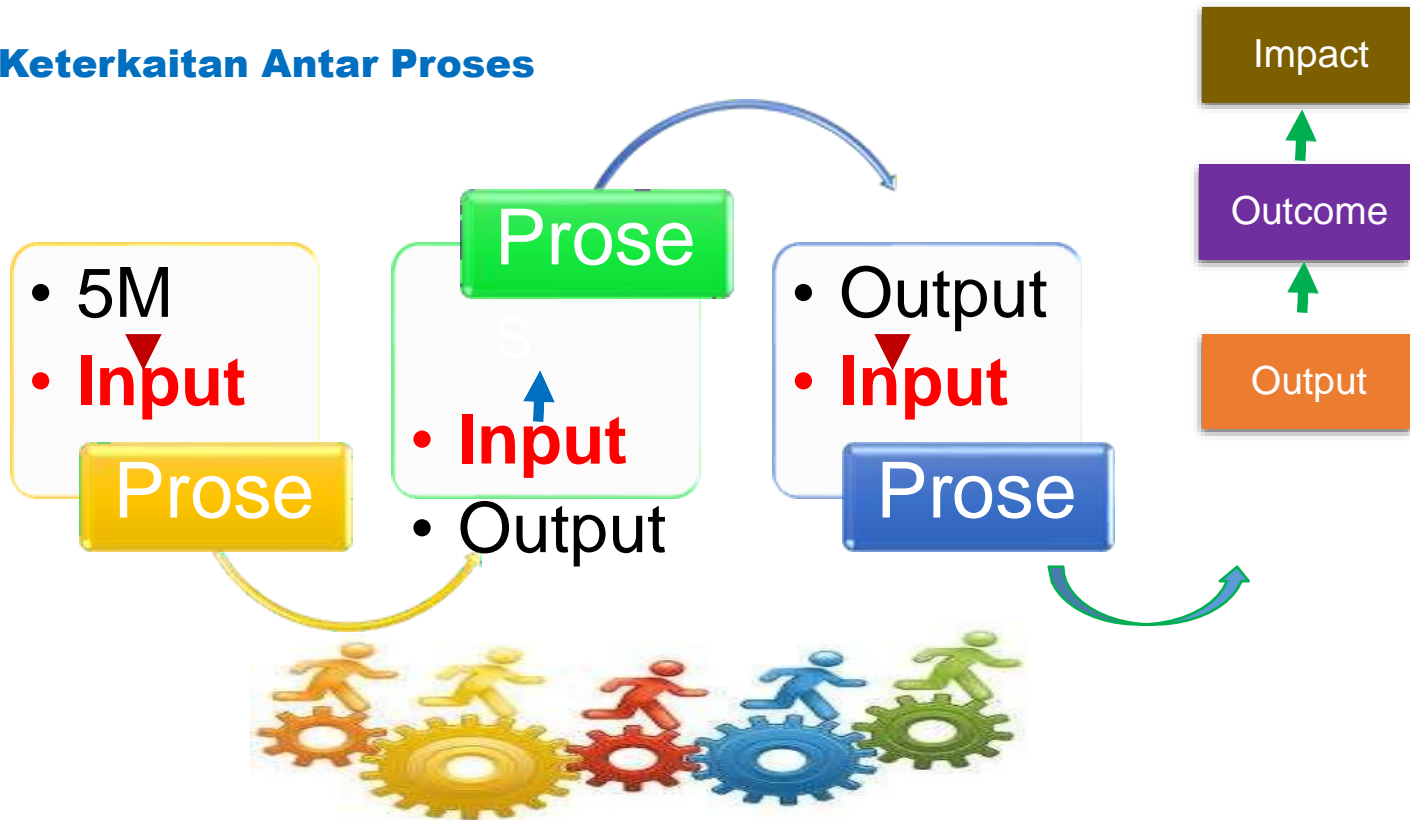 Keterkaitan Antar Proses
• 5M
• Input
Prose
Prose
s
• Input
• Output
• Output
• Input
Prose
Impact
Outcome
Output